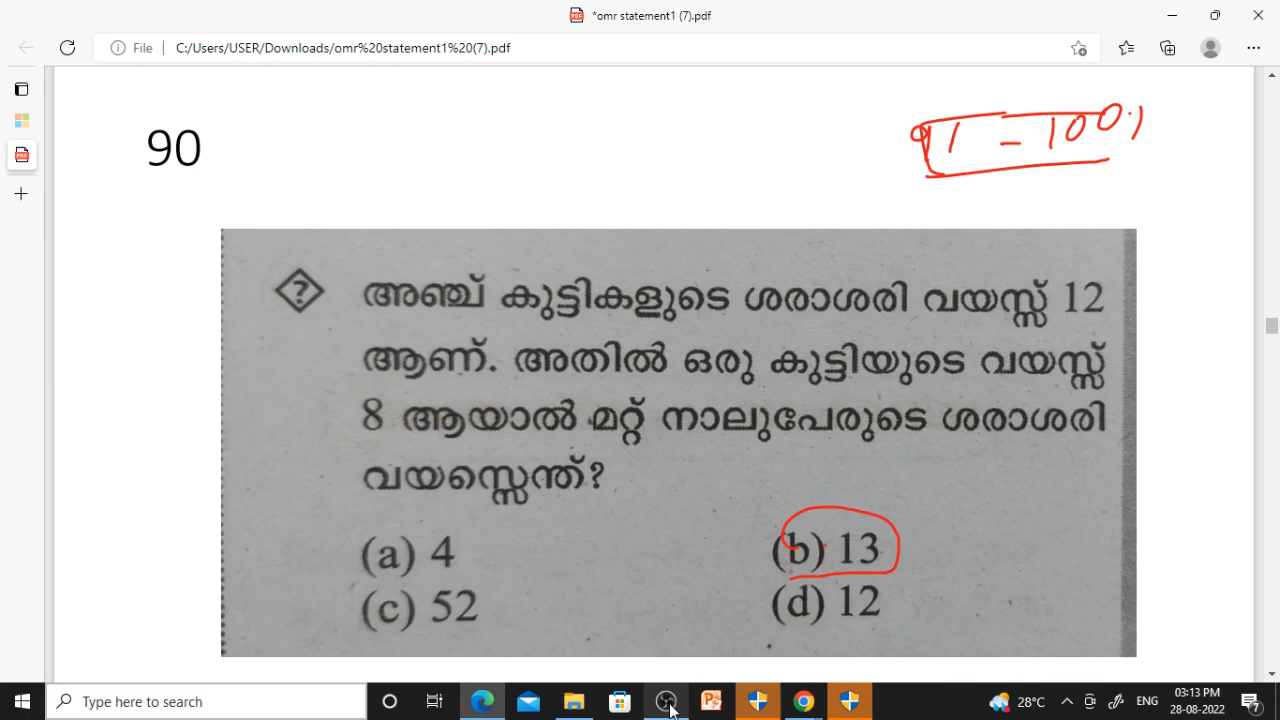 *omr statement1 (7).pdf
File
C:/Users/USER/Downloads/omr%20statement1%20(7).pdf
90
91 - 100%
? അഞ്ച് കുട്ടികളുടെ ശരാശരി വയസ്സ് 12
ആണ്. അതിൽ ഒരു കുട്ടിയുടെ വയസ്സ്
8 ആയാൽ മറ്റ് നാലുപേരുടെ ശരാശരി
വയസ്സെന്ത്?
(a) 4 (b) 13
(c) 52 (d) 12
Type here to search
28°C
ENG
03:13 PM
28-08-2022
7